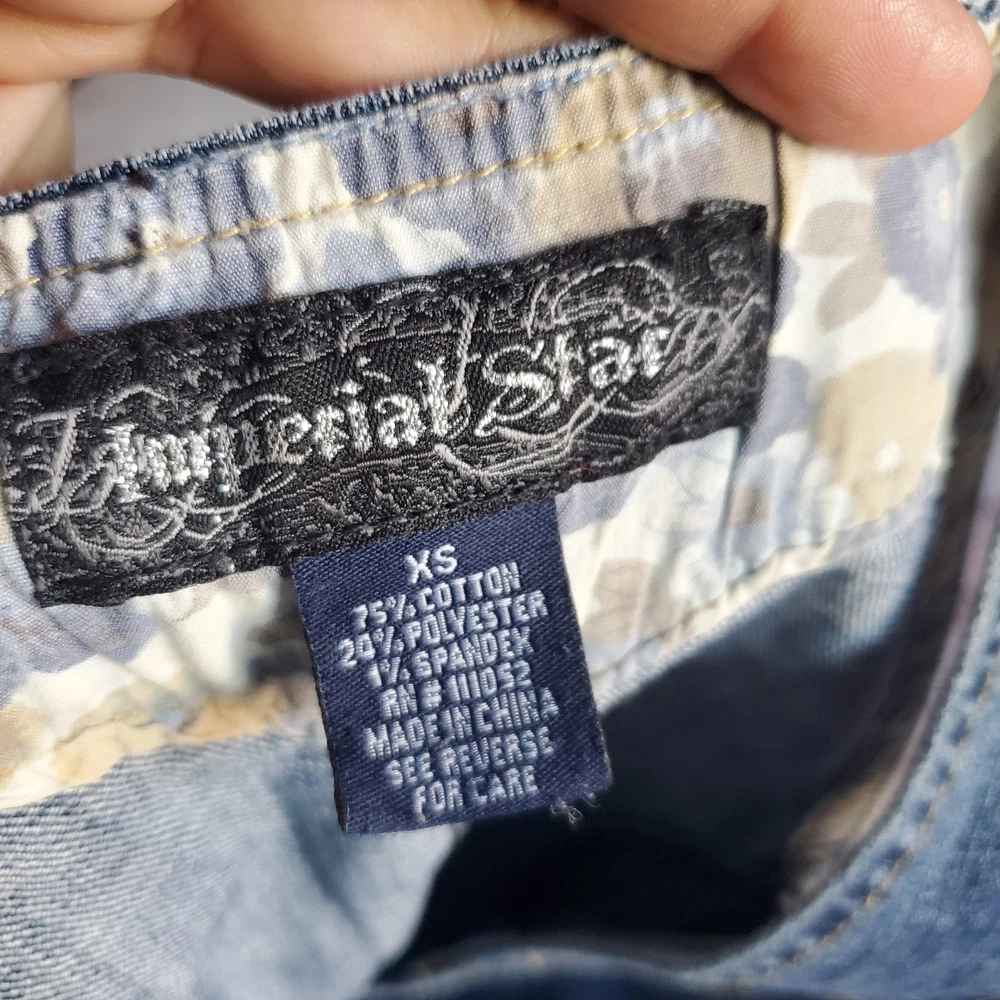 Imperial Star
XS
75% COTTON
24% POLYESTER
1% SPANDEX
RN # 111052
MADE IN CHINA
SEE REVERSE
FOR CARE